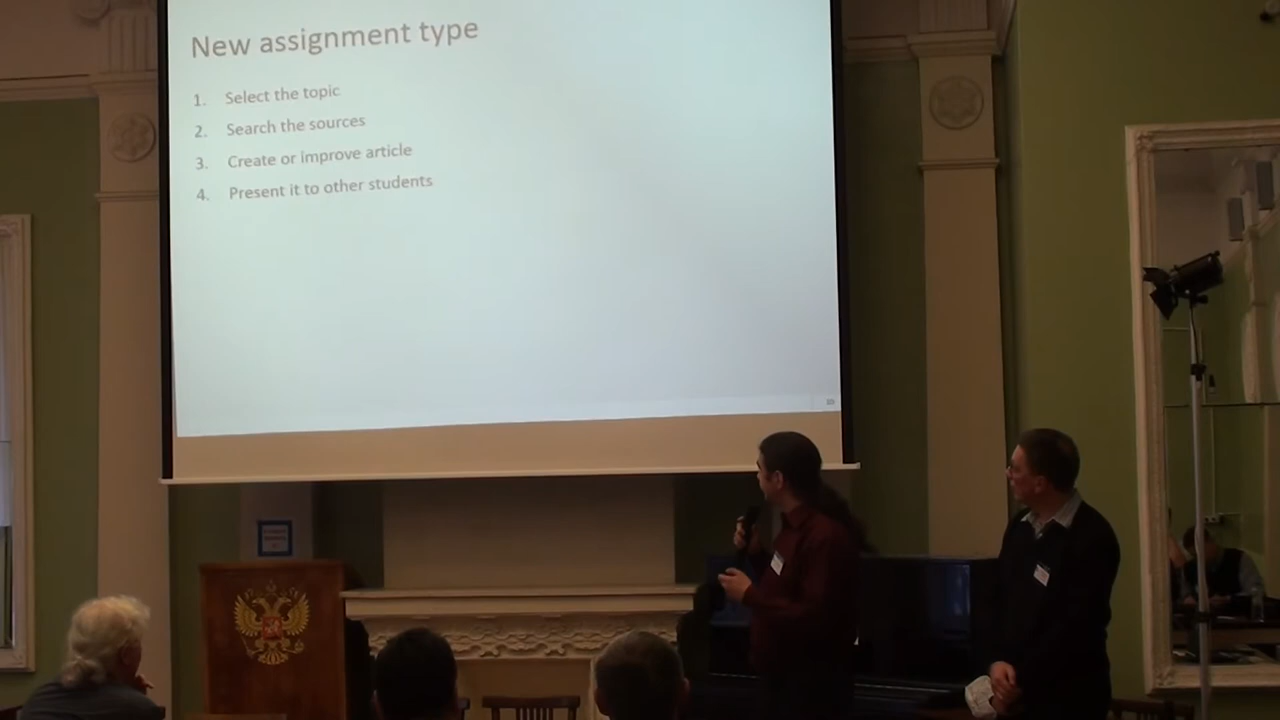 New assignment type
1. Select the topic
2. Search the sources
3. Create or improve article
4. Present it to other students